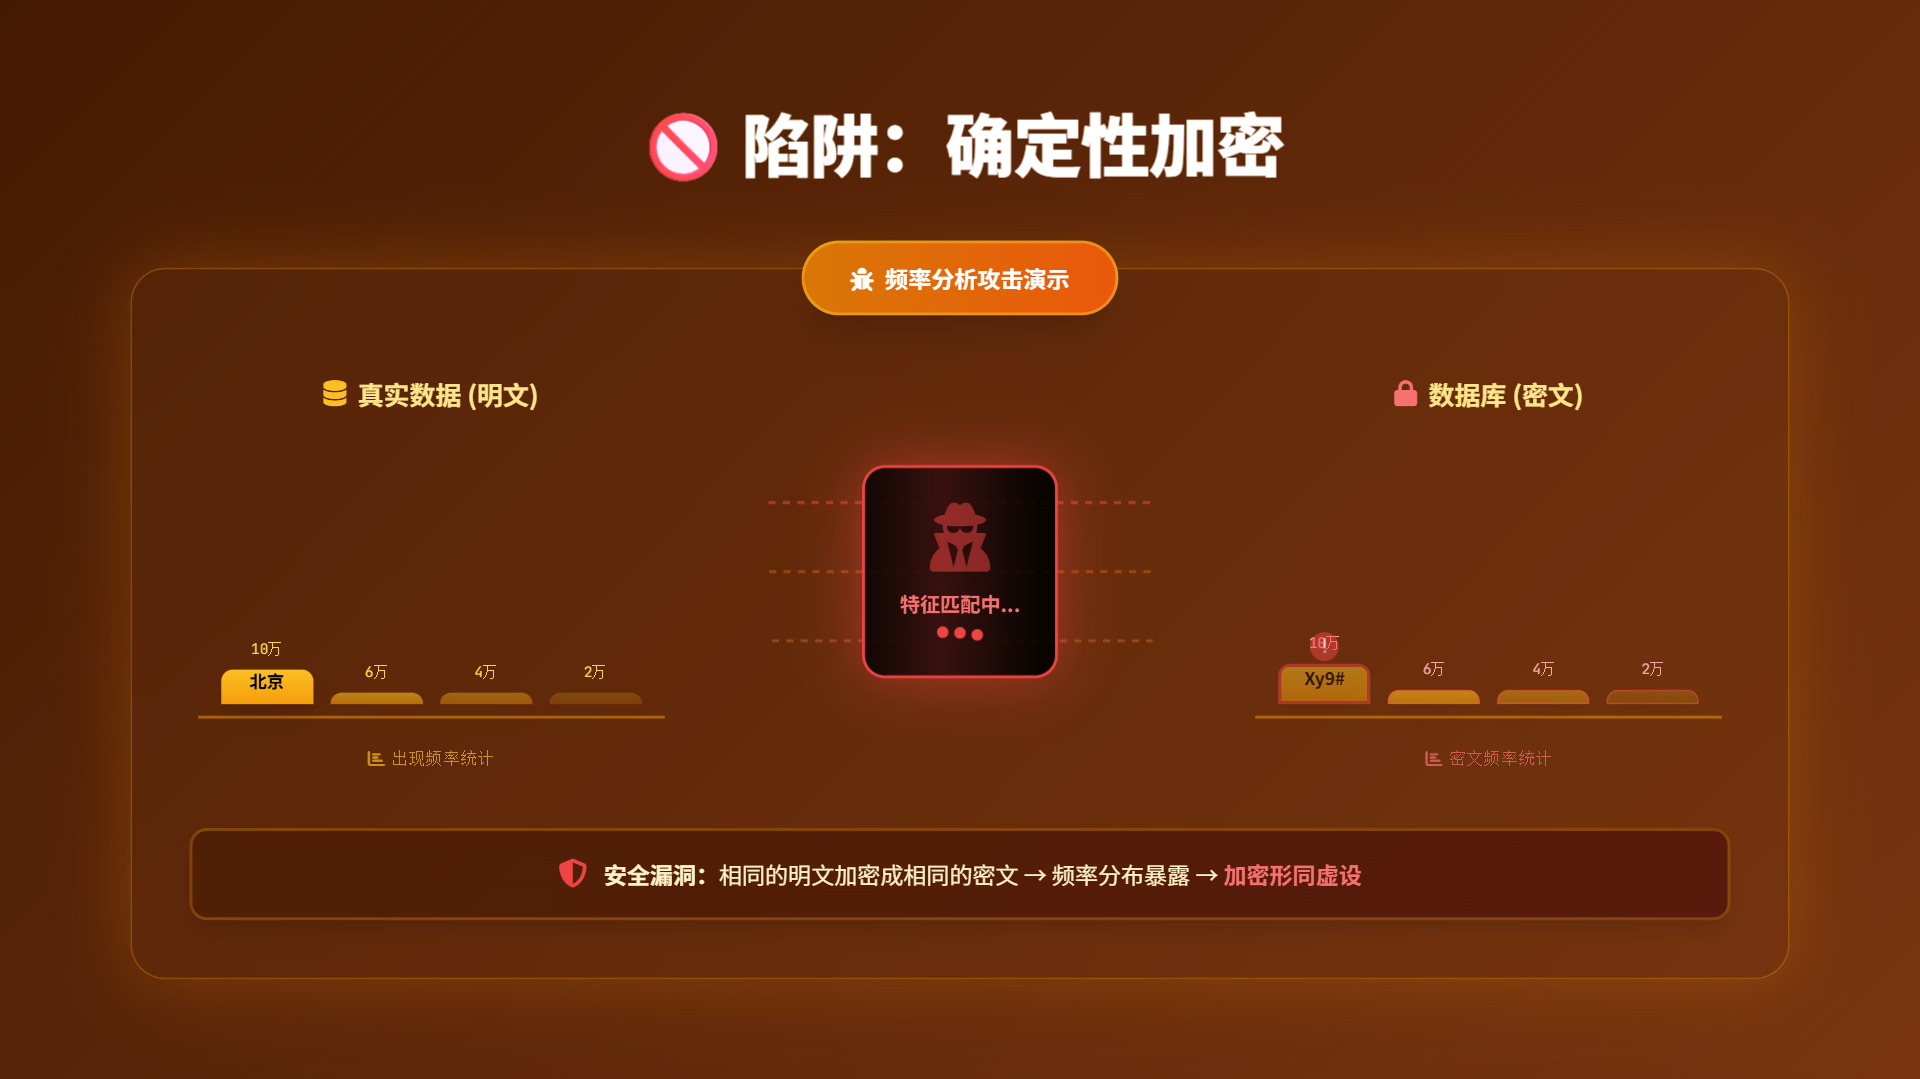 陷阱：确定性加密
频率分析攻击演示
真实数据 (明文)
10万
北京
6万
4万
2万
出现频率统计
特征匹配中...
数据库 (密文)
10万
Xy9#
6万
4万
2万
密文频率统计
安全漏洞：相同的明文加密成相同的密文 → 频率分布暴露 → 加密形同虚设